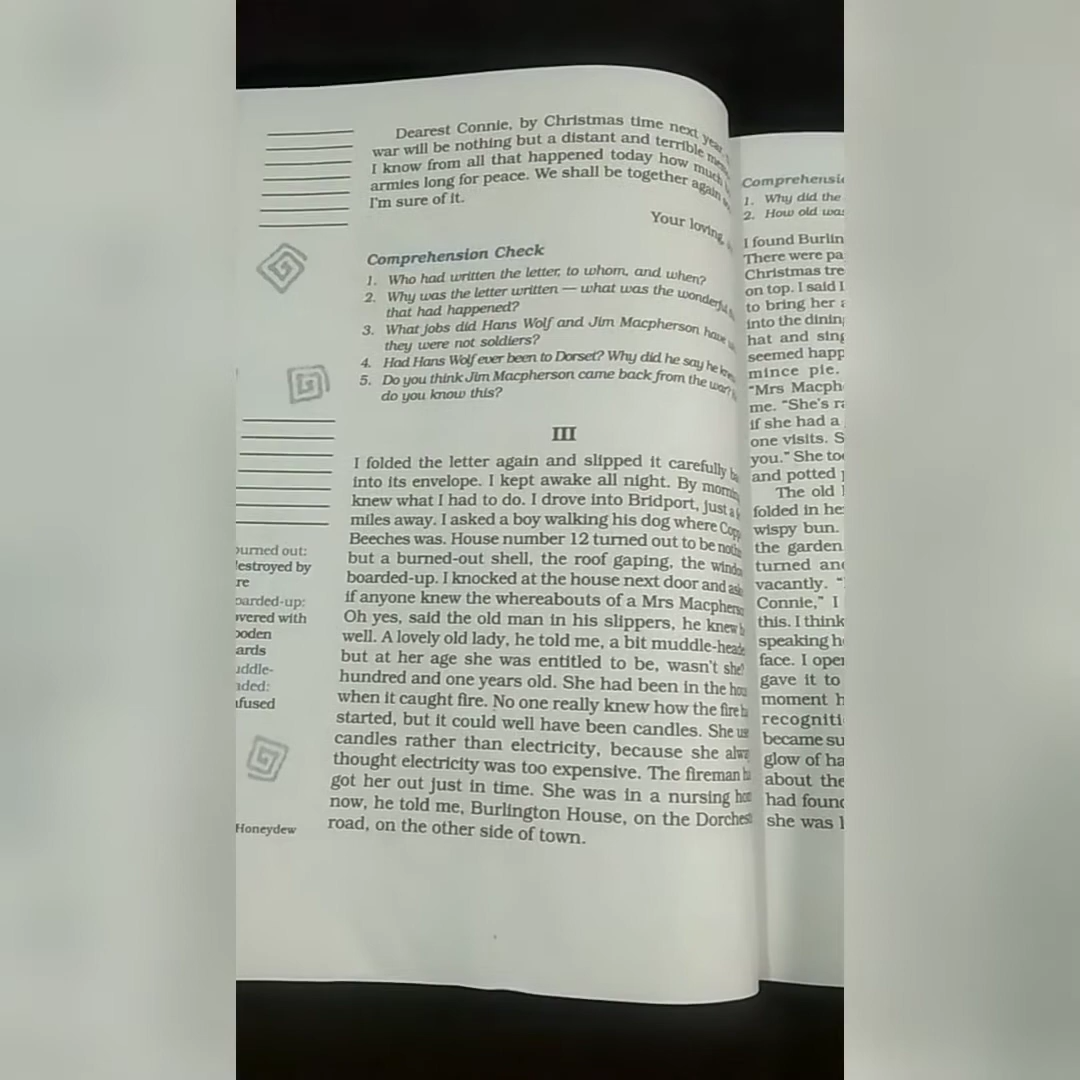 Dearest Connie, by Christmas time next year,
war will be nothing but a distant and terrible
I know from all that happened today how much
armies long for peace. We shall be together again
I'm sure of it.
Your loving,
Comprehension Check
1. Who had written the letter, to whom, and when?
2. Why was the letter written — what was the wonderful
that had happened?
3. What jobs did Hans Wolf and Jim Macpherson have
they were not soldiers?
4. Had Hans Wolf ever been to Dorset? Why did he say he
5. Do you think Jim Macpherson came back from the war?
do you know this?
III
I folded the letter again and slipped it carefully
into its envelope. I kept awake all night. By
knew what I had to do. I drove into Bridport, just a
miles away. I asked a boy walking his dog where
Beeches was. House number 12 turned out to be
but a burned-out shell, the roof gaping, the
boarded-up. I knocked at the house next door and
if anyone knew the whereabouts of a Mrs
Oh yes, said the old man in his slippers, he knew
well. A lovely old lady, he told me, a bit
but at her age she was entitled to be, wasn't she?
hundred and one years old. She had been in the
when it caught fire. No one really knew how the fire
started, but it could well have been candles. She
candles rather than electricity, because she
thought electricity was too expensive. The fireman
got her out just in time. She was in a nursing
now, he told me, Burlington House, on the
road, on the other side of town.
urned out:
estroyed by
re
oarded-up:
vered with
ooden
ards
uddle-
aded:
nfused
Honeydew
Comprehensi
1. Why did the
2. How old was
I found Burlin
There were pa
Christmas tre
on top. I said I
to bring her a
into the dining
hat and sing
seemed happ
mince pie.
"Mrs Macph
me. "She's ra
if she had a
one visits. S
you." She too
and potted
The old
folded in he
wispy bun.
the garden
turned and
vacantly. "
Connie," I
this. I think
speaking h
face. I open
gave it to
moment h
recogniti
became su
glow of ha
about the
had found
she was